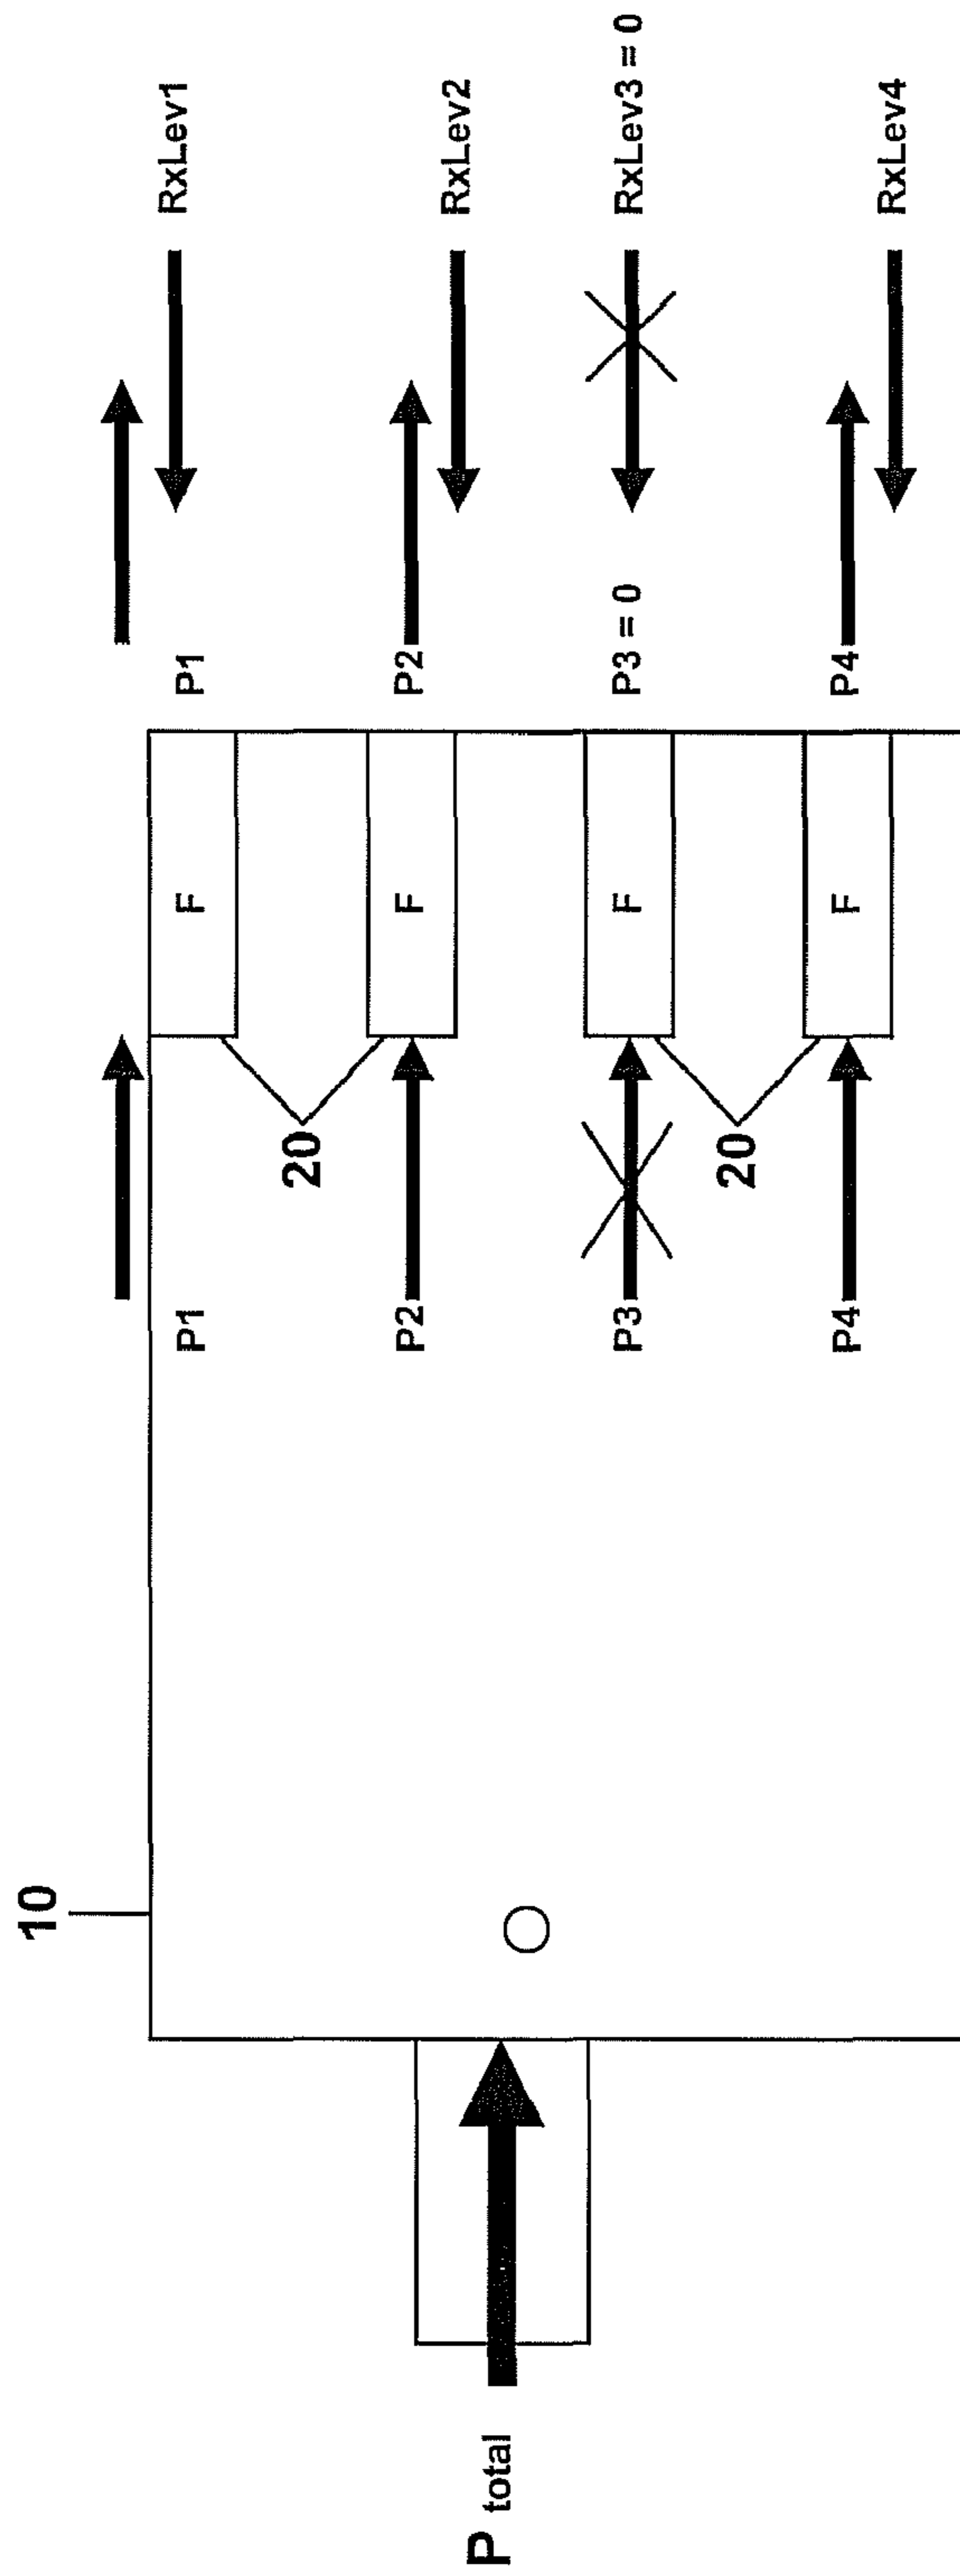 10
P total
P1
P1
RxLev1
F
20
P2
P2
RxLev2
F
P3
P3 = 0
RxLev3 = 0
F
20
P4
P4
RxLev4
F